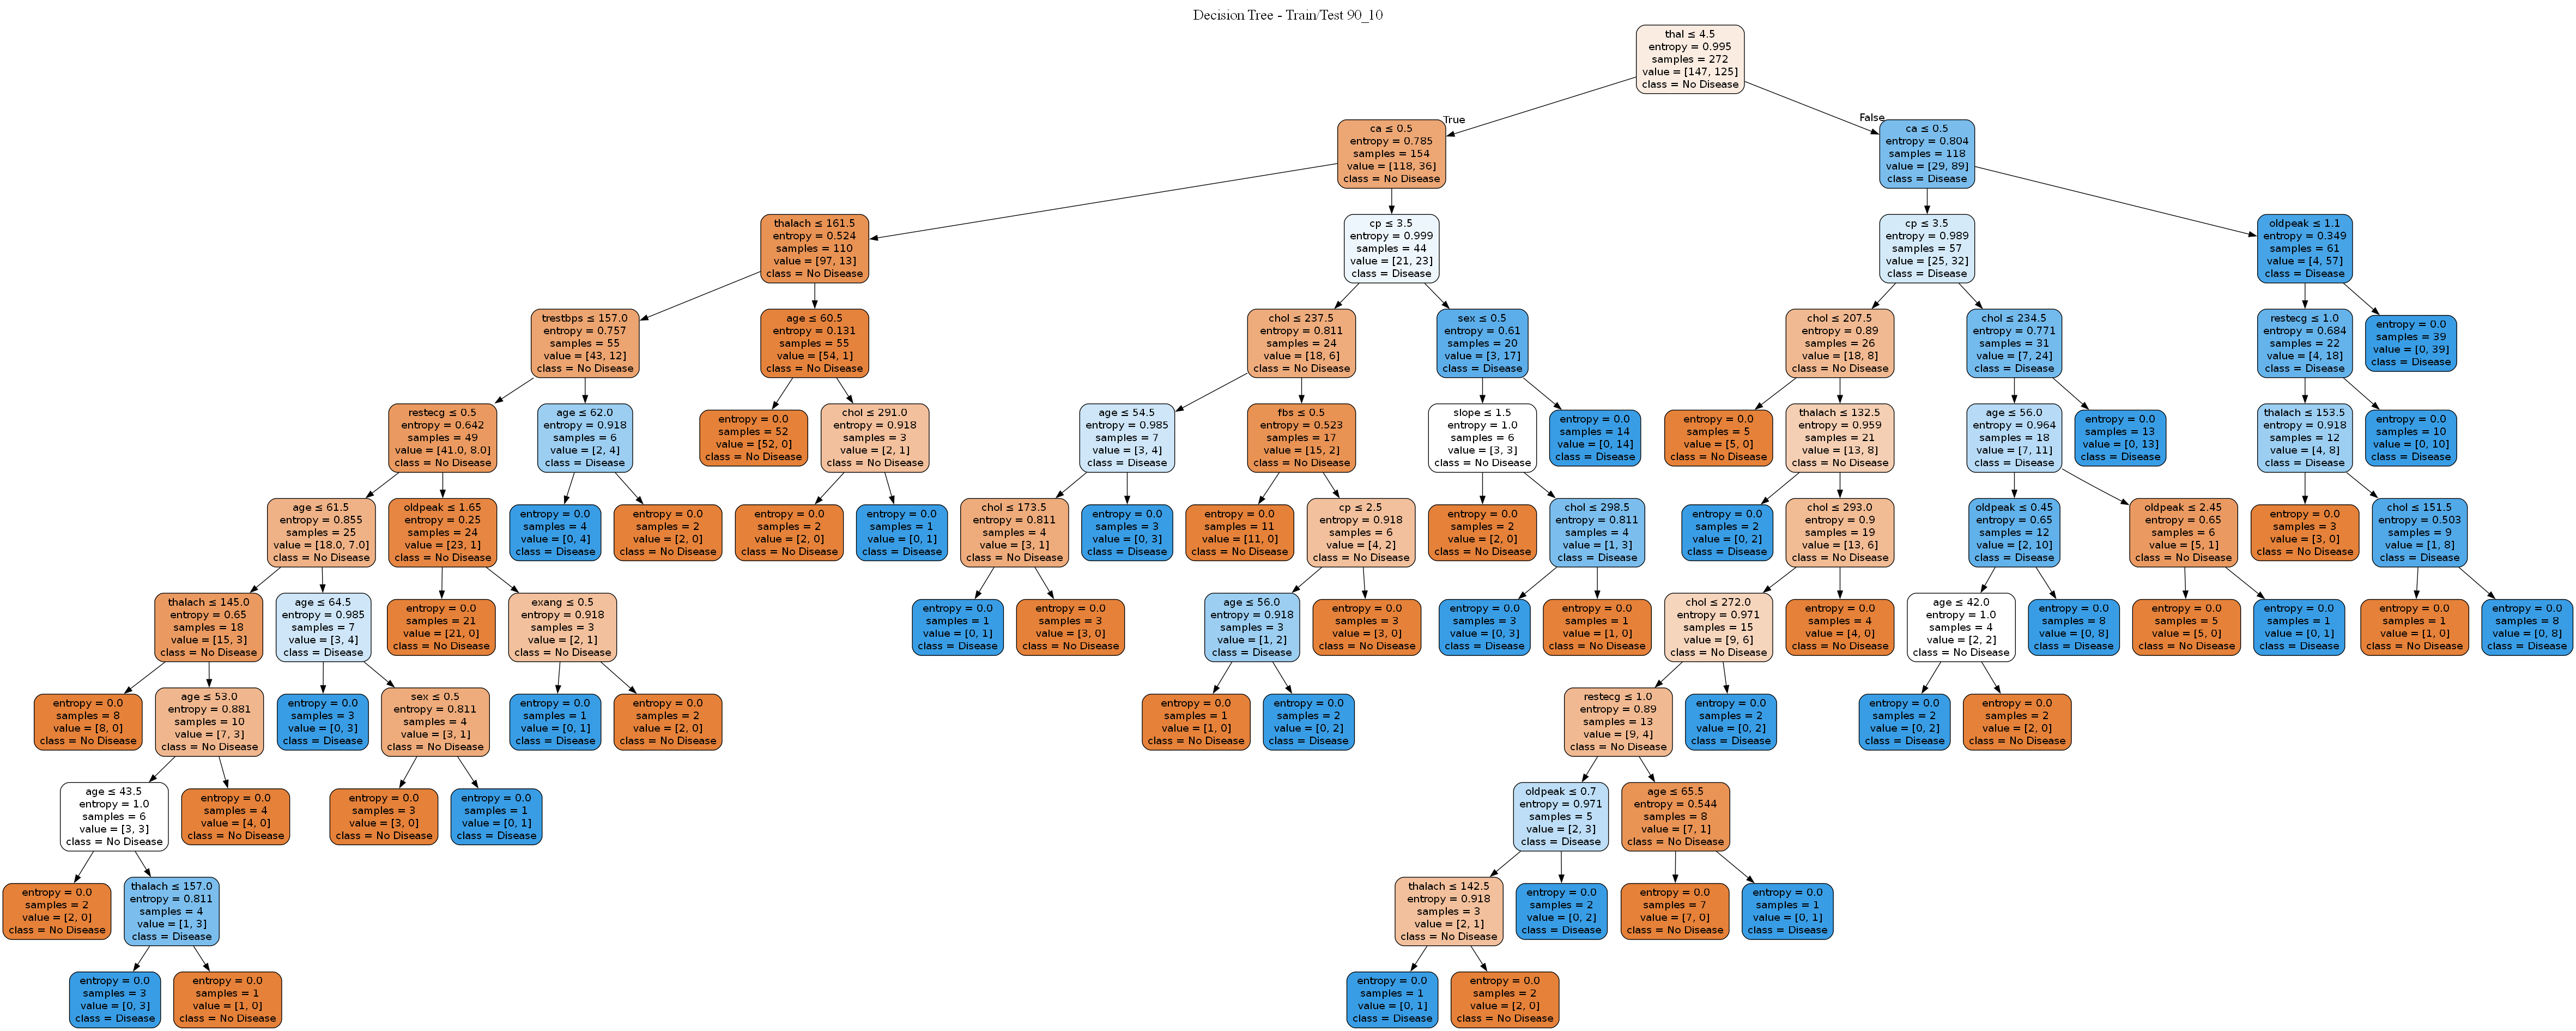 Decision Tree - Train/Test 90_10
thal ≤ 4.5
entropy = 0.995
samples = 272
value = [147, 125]
class = No Disease
True
False
ca ≤ 0.5
entropy = 0.785
samples = 154
value = [118, 36]
class = No Disease
ca ≤ 0.5
entropy = 0.804
samples = 118
value = [29, 89]
class = Disease
thalach ≤ 161.5
entropy = 0.524
samples = 110
value = [97, 13]
class = No Disease
cp ≤ 3.5
entropy = 0.999
samples = 44
value = [21, 23]
class = Disease
cp ≤ 3.5
entropy = 0.989
samples = 57
value = [25, 32]
class = Disease
oldpeak ≤ 1.1
entropy = 0.349
samples = 61
value = [4, 57]
class = Disease
trestbps ≤ 157.0
entropy = 0.757
samples = 55
value = [43, 12]
class = No Disease
age ≤ 60.5
entropy = 0.131
samples = 55
value = [54, 1]
class = No Disease
chol ≤ 237.5
entropy = 0.811
samples = 24
value = [18, 6]
class = No Disease
sex ≤ 0.5
entropy = 0.61
samples = 20
value = [3, 17]
class = Disease
chol ≤ 207.5
entropy = 0.89
samples = 26
value = [18, 8]
class = No Disease
chol ≤ 234.5
entropy = 0.771
samples = 31
value = [7, 24]
class = Disease
restecg ≤ 1.0
entropy = 0.684
samples = 22
value = [4, 18]
class = Disease
entropy = 0.0
samples = 39
value = [0, 39]
class = Disease
restecg ≤ 0.5
entropy = 0.642
samples = 49
value = [41.0, 8.0]
class = No Disease
age ≤ 62.0
entropy = 0.918
samples = 6
value = [2, 4]
class = Disease
entropy = 0.0
samples = 52
value = [52, 0]
class = No Disease
chol ≤ 291.0
entropy = 0.918
samples = 3
value = [2, 1]
class = No Disease
age ≤ 54.5
entropy = 0.985
samples = 7
value = [3, 4]
class = Disease
fbs ≤ 0.5
entropy = 0.523
samples = 17
value = [15, 2]
class = No Disease
slope ≤ 1.5
entropy = 1.0
samples = 6
value = [3, 3]
class = No Disease
entropy = 0.0
samples = 14
value = [0, 14]
class = Disease
entropy = 0.0
samples = 5
value = [5, 0]
class = No Disease
thalach ≤ 132.5
entropy = 0.959
samples = 21
value = [13, 8]
class = No Disease
age ≤ 56.0
entropy = 0.964
samples = 18
value = [7, 11]
class = Disease
entropy = 0.0
samples = 13
value = [0, 13]
class = Disease
thalach ≤ 153.5
entropy = 0.918
samples = 12
value = [4, 8]
class = Disease
entropy = 0.0
samples = 10
value = [0, 10]
class = Disease
age ≤ 61.5
entropy = 0.855
samples = 25
value = [18.0, 7.0]
class = No Disease
oldpeak ≤ 1.65
entropy = 0.25
samples = 24
value = [23, 1]
class = No Disease
entropy = 0.0
samples = 4
value = [0, 4]
class = Disease
entropy = 0.0
samples = 2
value = [2, 0]
class = No Disease
entropy = 0.0
samples = 2
value = [2, 0]
class = No Disease
entropy = 0.0
samples = 1
value = [0, 1]
class = Disease
chol ≤ 173.5
entropy = 0.811
samples = 4
value = [3, 1]
class = No Disease
entropy = 0.0
samples = 3
value = [0, 3]
class = Disease
entropy = 0.0
samples = 11
value = [11, 0]
class = No Disease
cp ≤ 2.5
entropy = 0.918
samples = 6
value = [4, 2]
class = No Disease
entropy = 0.0
samples = 2
value = [2, 0]
class = No Disease
chol ≤ 298.5
entropy = 0.811
samples = 4
value = [1, 3]
class = Disease
entropy = 0.0
samples = 2
value = [0, 2]
class = Disease
chol ≤ 293.0
entropy = 0.9
samples = 19
value = [13, 6]
class = No Disease
oldpeak ≤ 0.45
entropy = 0.65
samples = 12
value = [2, 10]
class = Disease
oldpeak ≤ 2.45
entropy = 0.65
samples = 6
value = [5, 1]
class = No Disease
entropy = 0.0
samples = 3
value = [3, 0]
class = No Disease
chol ≤ 151.5
entropy = 0.503
samples = 9
value = [1, 8]
class = Disease
thalach ≤ 145.0
entropy = 0.65
samples = 18
value = [15, 3]
class = No Disease
age ≤ 64.5
entropy = 0.985
samples = 7
value = [3, 4]
class = Disease
entropy = 0.0
samples = 21
value = [21, 0]
class = No Disease
exang ≤ 0.5
entropy = 0.918
samples = 3
value = [2, 1]
class = No Disease
entropy = 0.0
samples = 1
value = [0, 1]
class = Disease
entropy = 0.0
samples = 3
value = [3, 0]
class = No Disease
age ≤ 56.0
entropy = 0.918
samples = 3
value = [1, 2]
class = Disease
entropy = 0.0
samples = 3
value = [3, 0]
class = No Disease
entropy = 0.0
samples = 3
value = [0, 3]
class = Disease
entropy = 0.0
samples = 1
value = [1, 0]
class = No Disease
chol ≤ 272.0
entropy = 0.971
samples = 15
value = [9, 6]
class = No Disease
entropy = 0.0
samples = 4
value = [4, 0]
class = No Disease
age ≤ 42.0
entropy = 1.0
samples = 4
value = [2, 2]
class = No Disease
entropy = 0.0
samples = 8
value = [0, 8]
class = Disease
entropy = 0.0
samples = 5
value = [5, 0]
class = No Disease
entropy = 0.0
samples = 1
value = [0, 1]
class = Disease
entropy = 0.0
samples = 1
value = [1, 0]
class = No Disease
entropy = 0.0
samples = 8
value = [0, 8]
class = Disease
entropy = 0.0
samples = 8
value = [8, 0]
class = No Disease
age ≤ 53.0
entropy = 0.881
samples = 10
value = [7, 3]
class = No Disease
entropy = 0.0
samples = 3
value = [0, 3]
class = Disease
sex ≤ 0.5
entropy = 0.811
samples = 4
value = [3, 1]
class = No Disease
entropy = 0.0
samples = 1
value = [0, 1]
class = Disease
entropy = 0.0
samples = 2
value = [2, 0]
class = No Disease
entropy = 0.0
samples = 1
value = [1, 0]
class = No Disease
entropy = 0.0
samples = 2
value = [0, 2]
class = Disease
restecg ≤ 1.0
entropy = 0.89
samples = 13
value = [9, 4]
class = No Disease
entropy = 0.0
samples = 2
value = [0, 2]
class = Disease
entropy = 0.0
samples = 2
value = [0, 2]
class = Disease
entropy = 0.0
samples = 2
value = [2, 0]
class = No Disease
age ≤ 43.5
entropy = 1.0
samples = 6
value = [3, 3]
class = No Disease
entropy = 0.0
samples = 4
value = [4, 0]
class = No Disease
entropy = 0.0
samples = 3
value = [3, 0]
class = No Disease
entropy = 0.0
samples = 1
value = [0, 1]
class = Disease
oldpeak ≤ 0.7
entropy = 0.971
samples = 5
value = [2, 3]
class = Disease
age ≤ 65.5
entropy = 0.544
samples = 8
value = [7, 1]
class = No Disease
entropy = 0.0
samples = 2
value = [2, 0]
class = No Disease
thalach ≤ 157.0
entropy = 0.811
samples = 4
value = [1, 3]
class = Disease
thalach ≤ 142.5
entropy = 0.918
samples = 3
value = [2, 1]
class = No Disease
entropy = 0.0
samples = 2
value = [0, 2]
class = Disease
entropy = 0.0
samples = 7
value = [7, 0]
class = No Disease
entropy = 0.0
samples = 1
value = [0, 1]
class = Disease
entropy = 0.0
samples = 3
value = [0, 3]
class = Disease
entropy = 0.0
samples = 1
value = [1, 0]
class = No Disease
entropy = 0.0
samples = 1
value = [0, 1]
class = Disease
entropy = 0.0
samples = 2
value = [2, 0]
class = No Disease